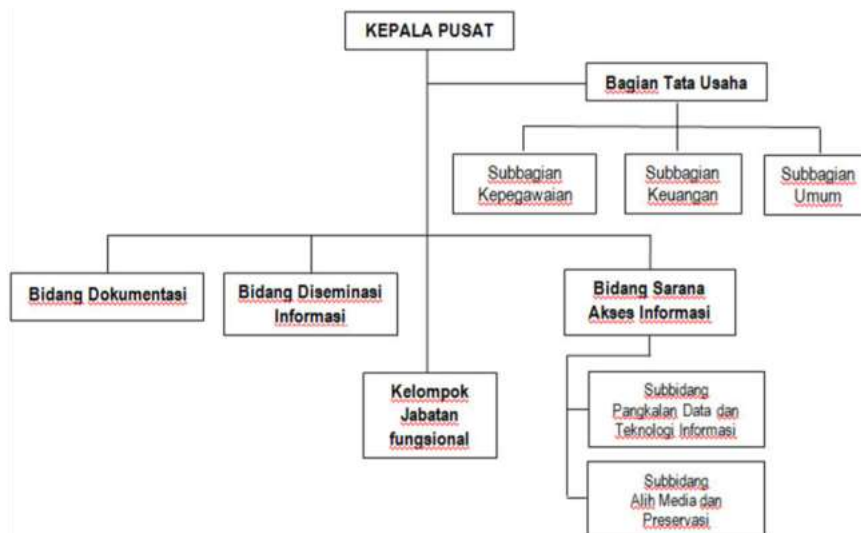 KEPALA PUSAT
Bagian Tata Usaha
Subbagian
Kepegawaian
Subbagian
Keuangan
Subbagian
Umum
Bidang Dokumentasi
Bidang Diseminasi
Informasi
Bidang Sarana
Akses Informasi
Kelompok
Jabatan
fungsional
Subbidang
Pangkalan Data dan
Teknologi Informasi
Subbidang
Alih Media dan
Preservasi